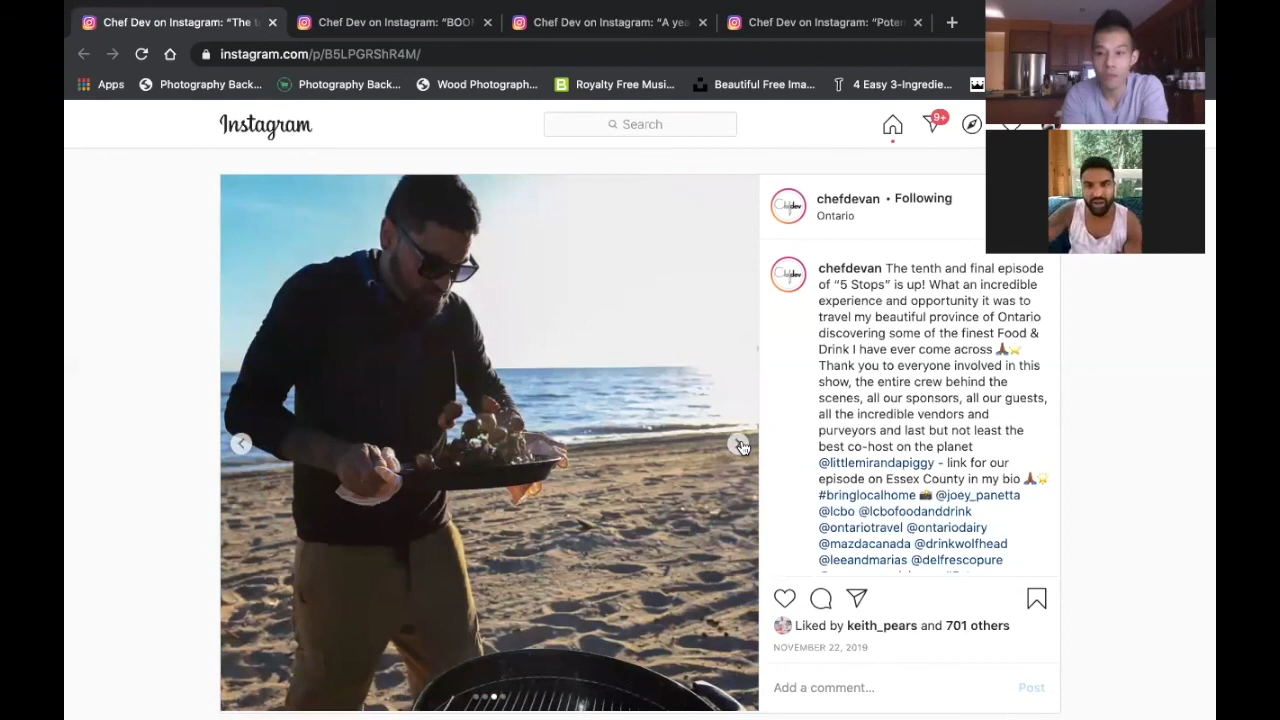 Chef Dev on Instagram: “The t
Chef Dev on Instagram: “BOO
Chef Dev on Instagram: “A yea
Chef Dev on Instagram: “Poten
instagram.com/p/B5LPGRShR4M/
Apps
Photography Back...
Photography Back...
Wood Photograph...
Royalty Free Musi...
Beautiful Free Ima...
4 Easy 3-Ingredie...
Instagram
Search
9+
Chefdev
chefdevan • Following
Ontario
Chefdev
chefdevan The tenth and final episode
of “5 Stops” is up! What an incredible
experience and opportunity it was to
travel my beautiful province of Ontario
discovering some of the finest Food &
Drink I have ever come across 🙏🏾🌟
Thank you to everyone involved in this
show, the entire crew behind the
scenes, all our sponsors, all our guests,
all the incredible vendors and
purveyors and last but not least the
best co-host on the planet
@littlemirandapiggy - link for our
episode on Essex County in my bio 🙏🏾🌟
#bringlocalhome 📸 @joey_panetta
@lcbo @lcbofoodanddrink
@ontariotravel @ontariodairy
@mazdacanada @drinkwolfhead
@leeandmarias @delfrescopure
Liked by keith_pears and 701 others
NOVEMBER 22, 2019
Add a comment...
Post